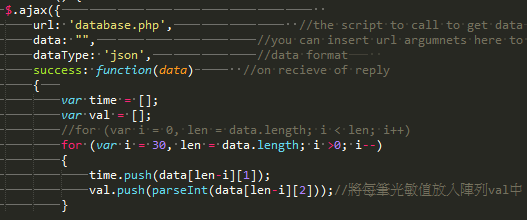 $.ajax({
url: 'database.php', //the script to call to get data
data: "", //you can insert url argumnets here to
dataType: 'json', //data format
success: function(data) //on recieve of reply
{
var time = [];
var val = [];
//for (var i = 0, len = data.length; i < len; i++)
for (var i = 30, len = data.length; i >0; i--)
{
time.push(data[len-i][1]);
val.push(parseInt(data[len-i][2]));//將每筆光敏值放入陣列val中
}